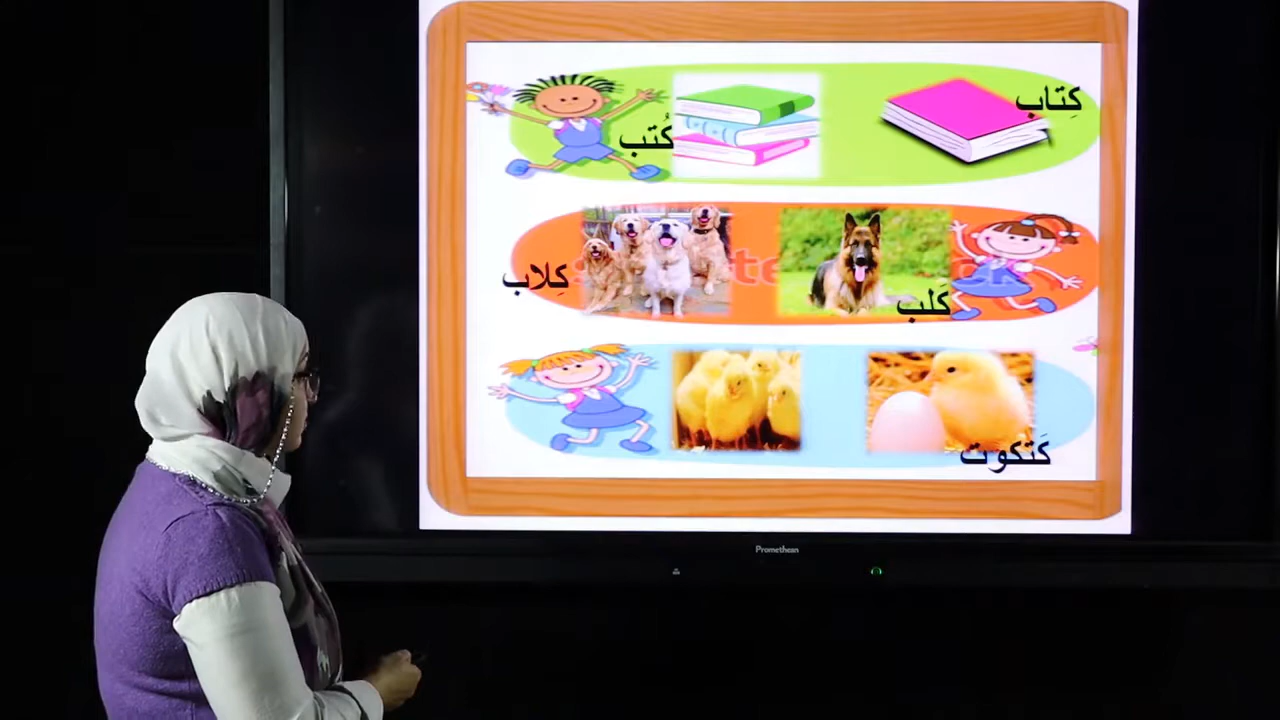 كِتاب
كُتب
كَلب
كِلاب
كَتكوت
Promethean